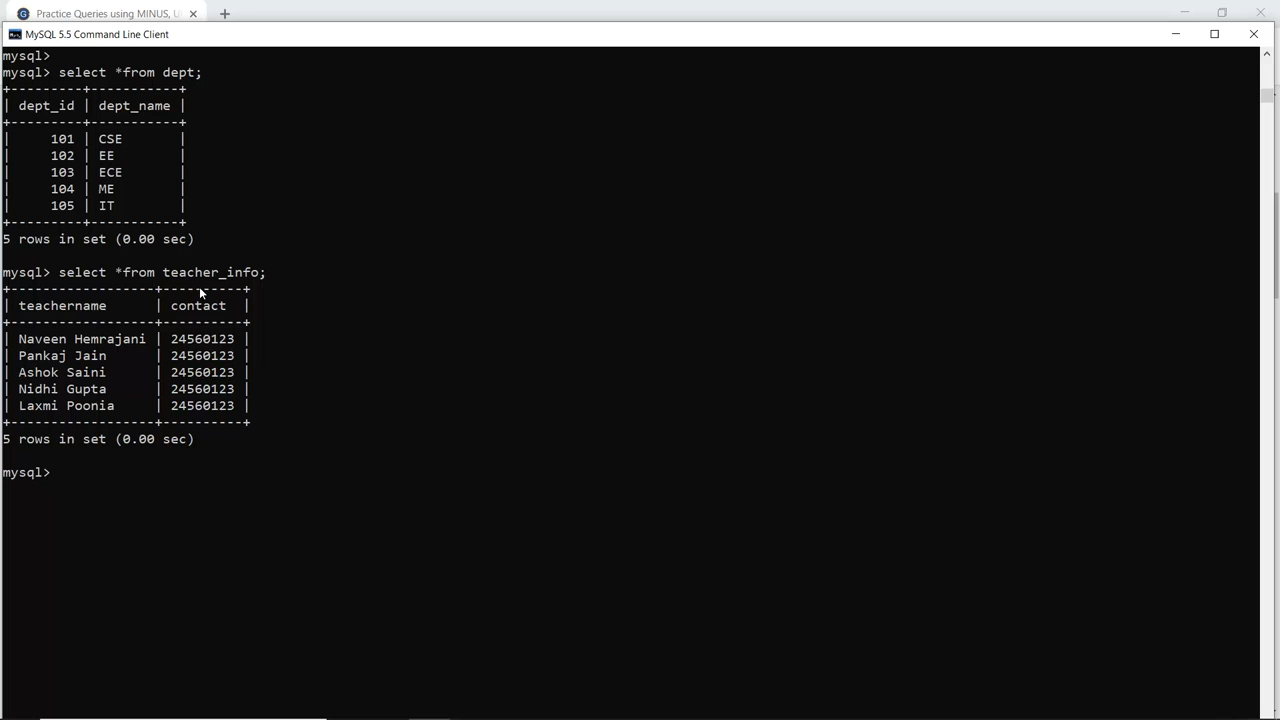 Practice Queries using MINUS, U
MySQL 5.5 Command Line Client
mysql>
mysql> select *from dept;
+---------+-----------+
| dept_id | dept_name |
+---------+-----------+
|     101 | CSE       |
|     102 | EE        |
|     103 | ECE       |
|     104 | ME        |
|     105 | IT        |
+---------+-----------+
5 rows in set (0.00 sec)
mysql> select *from teacher_info;
+------------------+----------+
| teachername      | contact  |
+------------------+----------+
| Naveen Hemrajani | 24560123 |
| Pankaj Jain      | 24560123 |
| Ashok Saini      | 24560123 |
| Nidhi Gupta      | 24560123 |
| Laxmi Poonia     | 24560123 |
+------------------+----------+
5 rows in set (0.00 sec)
mysql>